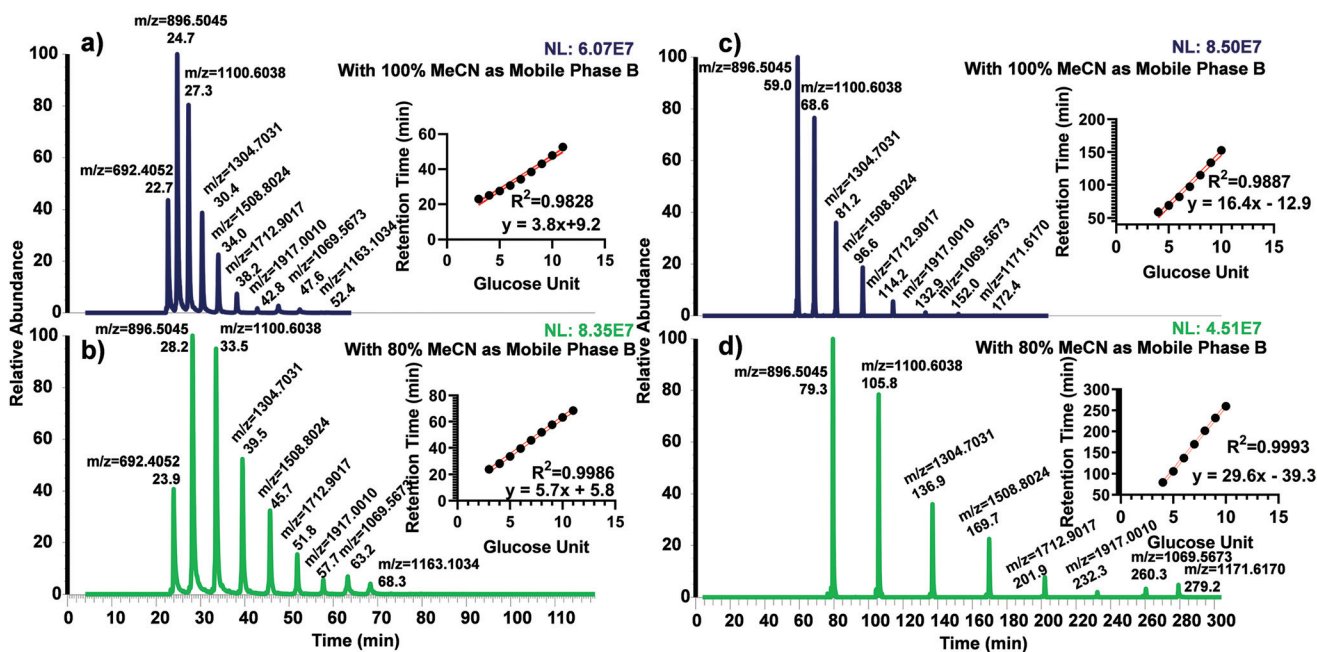 a)
NL: 6.07E7
With 100% MeCN as Mobile Phase B
m/z=896.5045
24.7
m/z=1100.6038
27.3
m/z=692.4052
22.7
m/z=1304.7031
30.4
m/z=1508.8024
34.0
m/z=1712.9017
38.2
m/z=1917.0010
42.8
m/z=1069.5673
47.6
m/z=1163.1034
52.4
100
80
60
40
20
0
Retention Time (min)
60
40
20
0
R2=0.9828
y = 3.8x+9.2
0
5
10
15
Glucose Unit
Relative Abundance
b)
NL: 8.35E7
With 80% MeCN as Mobile Phase B
m/z=896.5045
28.2
m/z=1100.6038
33.5
m/z=692.4052
23.9
m/z=1304.7031
39.5
m/z=1508.8024
45.7
m/z=1712.9017
51.8
m/z=1917.0010
57.7
m/z=1069.5673
63.2
m/z=1163.1034
68.3
100
80
60
40
20
0
Retention Time (min)
80
60
40
20
0
R2=0.9986
y = 5.7x + 5.8
0
5
10
15
Glucose Unit
0
10
20
30
40
50
60
70
80
90
100
110
Time (min)
c)
NL: 8.50E7
With 100% MeCN as Mobile Phase B
m/z=896.5045
59.0
m/z=1100.6038
68.6
m/z=1304.7031
81.2
m/z=1508.8024
96.6
m/z=1712.9017
114.2
m/z=1917.0010
132.9
m/z=1069.5673
152.0
m/z=1171.6170
172.4
100
80
60
40
20
0
Retention Time (min)
200
150
100
50
R2=0.9887
y = 16.4x - 12.9
0
5
10
15
Glucose Unit
Relative Abundance
d)
NL: 4.51E7
With 80% MeCN as Mobile Phase B
m/z=896.5045
79.3
m/z=1100.6038
105.8
m/z=1304.7031
136.9
m/z=1508.8024
169.7
m/z=1712.9017
201.9
m/z=1917.0010
232.3
m/z=1069.5673
260.3
m/z=1171.6170
279.2
100
80
60
40
20
0
Retention Time (min)
300
250
200
150
100
50
R2=0.9993
y = 29.6x - 39.3
0
5
10
15
Glucose Unit
0
20
40
60
80
100
120
140
160
180
200
220
240
260
280
300
Time (min)